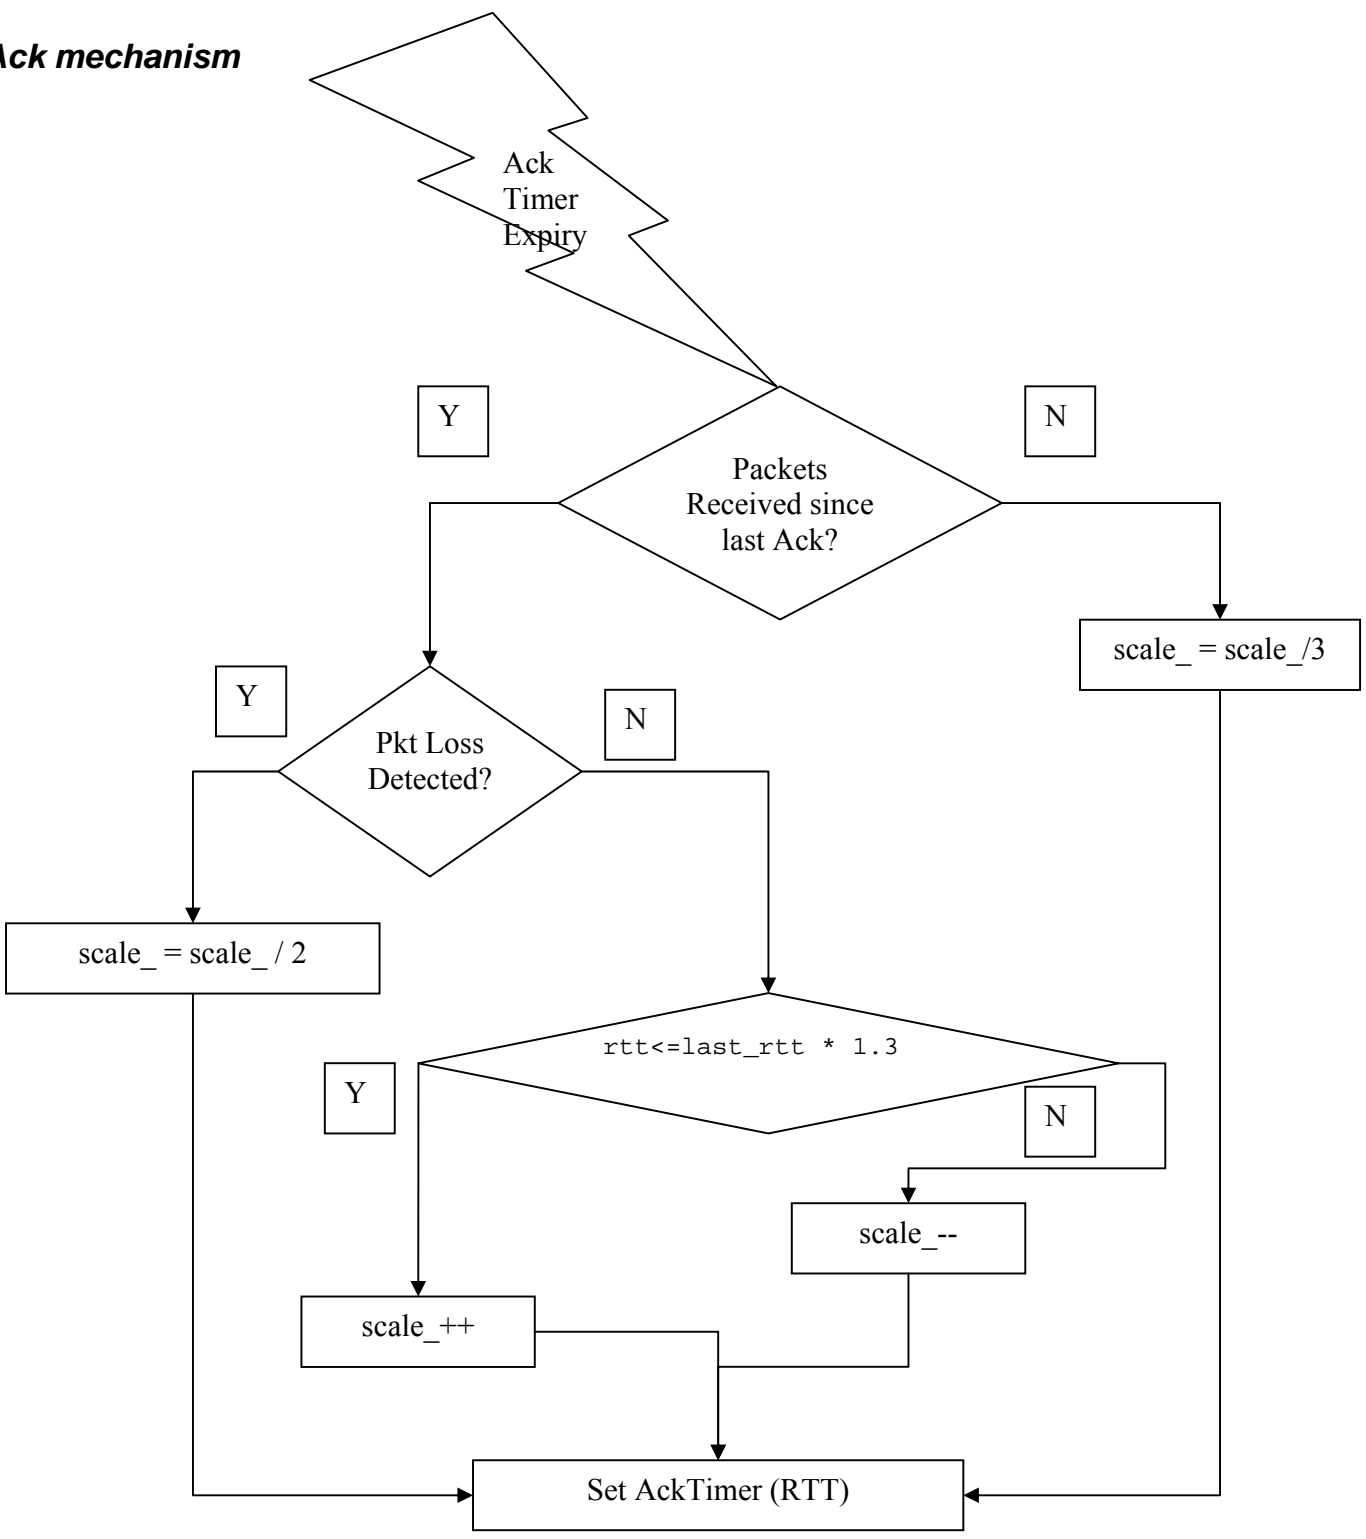 Ack mechanism
Ack
Timer
Expiry
Y
N
Packets
Received since
last Ack?
scale_ = scale_/3
Y
N
Pkt Loss
Detected?
scale_ = scale_ / 2
rtt<=last_rtt * 1.3
Y
N
scale_--
scale_++
Set AckTimer (RTT)